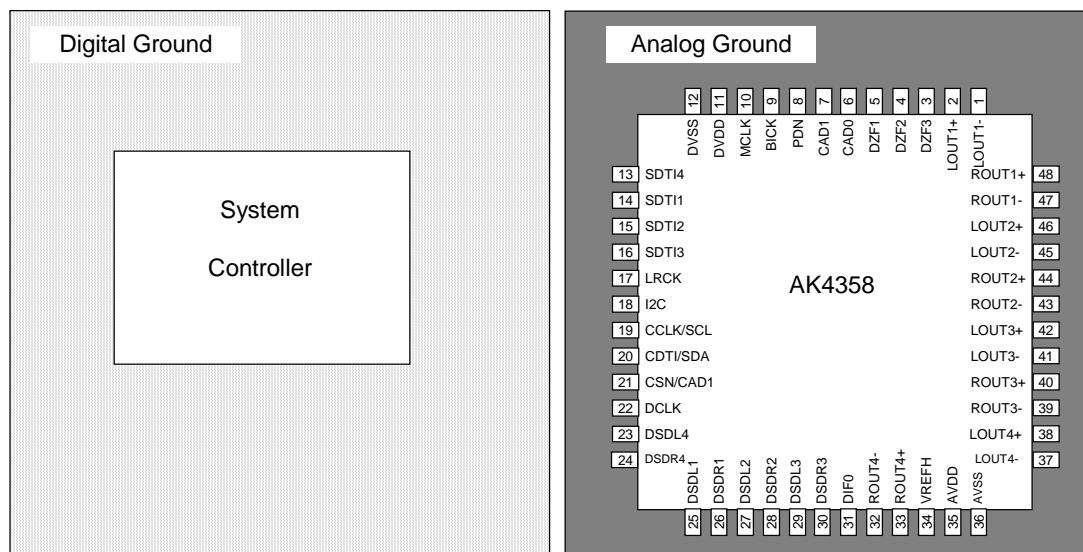 Digital Ground
System
Controller
Analog Ground
12 11 10 9 8 7 6 5 4 3 2 1
DVSS DVDD MCLK BICK PDN CAD1 CAD0 DZF1 DZF2 DZF3 LOUT1+ LOUT1-
13 SDTI4 ROUT1+ 48
14 SDTI1 ROUT1- 47
15 SDTI2 LOUT2+ 46
16 SDTI3 LOUT2- 45
17 LRCK ROUT2+ 44
AK4358
18 I2C ROUT2- 43
19 CCLK/SCL LOUT3+ 42
20 CDTI/SDA LOUT3- 41
21 CSN/CAD1 ROUT3+ 40
22 DCLK ROUT3- 39
23 DSDL4 LOUT4+ 38
24 DSDR4 LOUT4- 37
DSDL1 DSDR1 DSDL2 DSDR2 DSDL3 DSDR3 DIF0 ROUT4- ROUT4+ VREFH AVDD AVSS
25 26 27 28 29 30 31 32 33 34 35 36